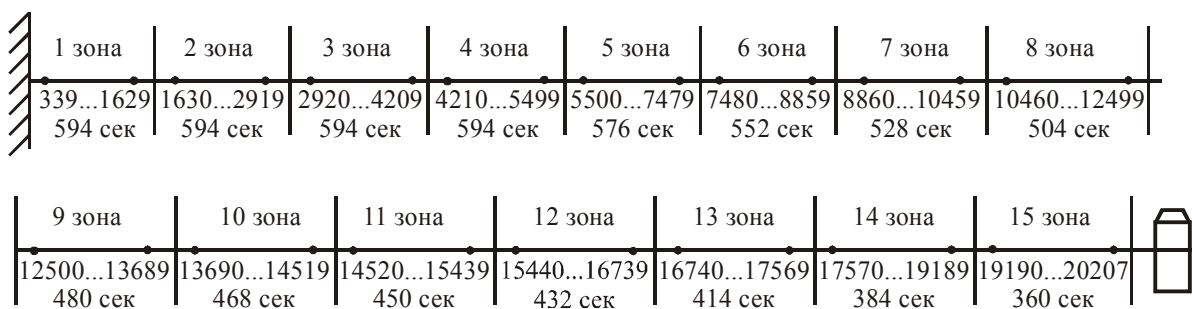 1 зона 2 зона 3 зона 4 зона 5 зона 6 зона 7 зона 8 зона
339...1629 1630...2919 2920...4209 4210...5499 5500...7479 7480...8859 8860...10459 10460...12499
594 сек 594 сек 594 сек 594 сек 576 сек 552 сек 528 сек 504 сек
9 зона 10 зона 11 зона 12 зона 13 зона 14 зона 15 зона
12500...13689 13690...14519 14520...15439 15440...16739 16740...17569 17570...19189 19190...20207
480 сек 468 сек 450 сек 432 сек 414 сек 384 сек 360 сек